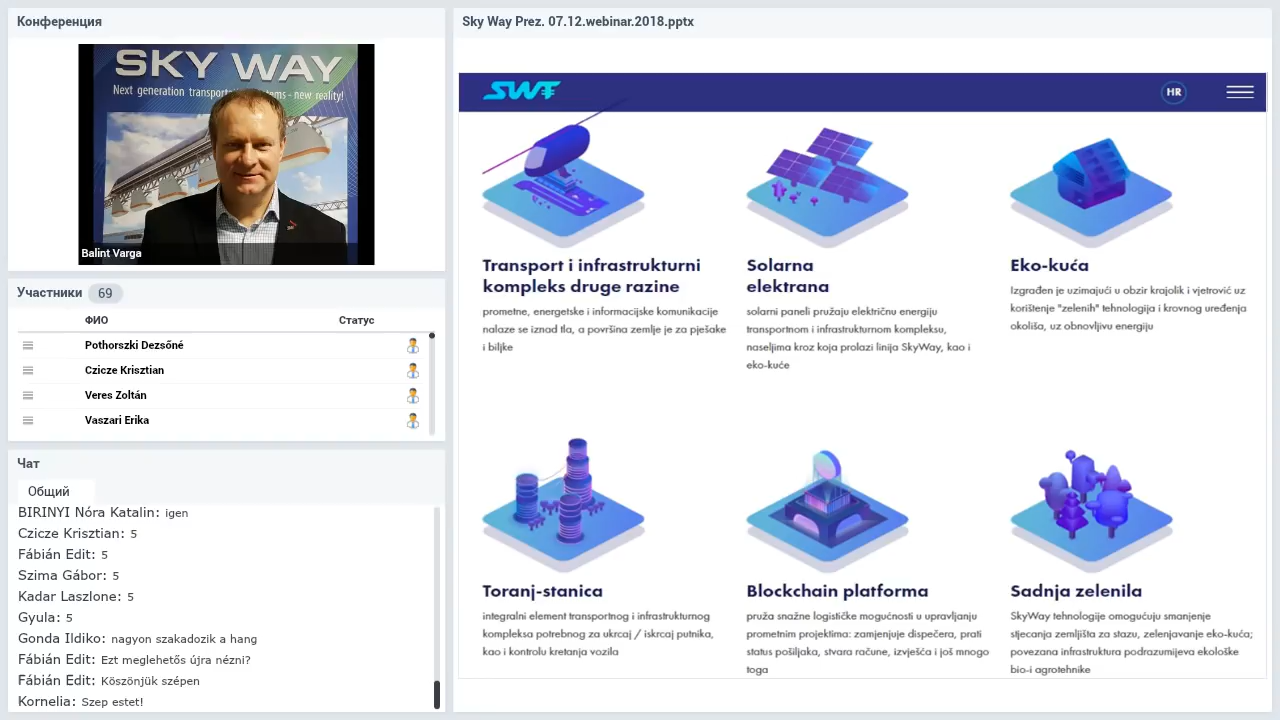 Конференция
SKY WAY
Next generation
new reality!
Balint Varga
Участники 69
ФИО Статус
Pothorszki Dezsőné
Czicze Krisztian
Veres Zoltán
Vaszari Erika
Чат
Общий
BIRINYI Nóra Katalin: igen
Czicze Krisztian: 5
Fábián Edit: 5
Szima Gábor: 5
Kadar Laszlone: 5
Gyula: 5
Gonda Ildiko: nagyon szakadozik a hang
Fábián Edit: Ezt meglehetős újra nézni?
Fábián Edit: Köszönjük szépen
Kornelia: Szep estet!
Sky Way Prez. 07.12.webinar.2018.pptx
SWF
HR
Transport i infrastrukturni
kompleks druge razine
prometne, energetske i informacijske komunikacije
nalaze se iznad tla, a površina zemlje je za pješake
i biljke
Solarna
elektrana
solarni paneli pružaju električnu energiju
transportnom i infrastrukturnom kompleksu,
naseljima kroz koja prolazi linija SkyWay, kao i
eko-kuće
Eko-kuća
Izgrađen je uzimajući u obzir krajolik i vjetrović uz
korištenje "zelenih" tehnologija i krovnog uređenja
okoliša, uz obnovljivu energiju
Toranj-stanica
integralni element transportnog i infrastrukturnog
kompleksa potrebnog za ukrcaj / iskrcaj putnika,
kao i kontrolu kretanja vozila
Blockchain platforma
pruža snažne logističke mogućnosti u upravljanju
prometnim projektima: zamjenjuje dispečera, prati
status pošiljaka, stvara račune, izvješća i još mnogo
toga
Sadnja zelenila
SkyWay tehnologije omogućuju smanjenje
stjecanja zemljišta za stazu, zelenjavanje eko-kuća;
povezana infrastruktura podrazumijeva ekološke
bio-i agrotehnike